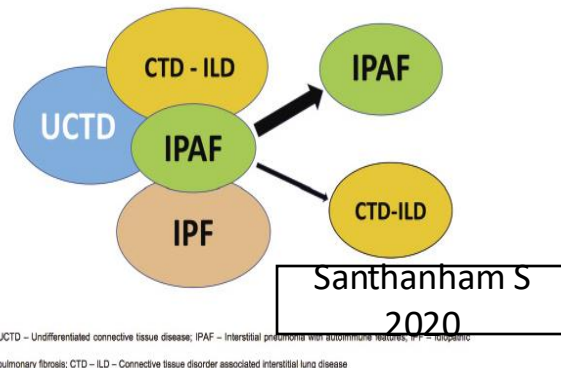 CTD - ILD
IPAF
UCTD
IPAF
CTD-ILD
IPF
Santhanham S
2020
UCTD – Undifferentiated connective tissue disease; IPAF – Interstitial pneumonia with autoimmune features; IPF – Idiopathic
pulmonary fibrosis; CTD – ILD – Connective tissue disorder associated interstitial lung disease